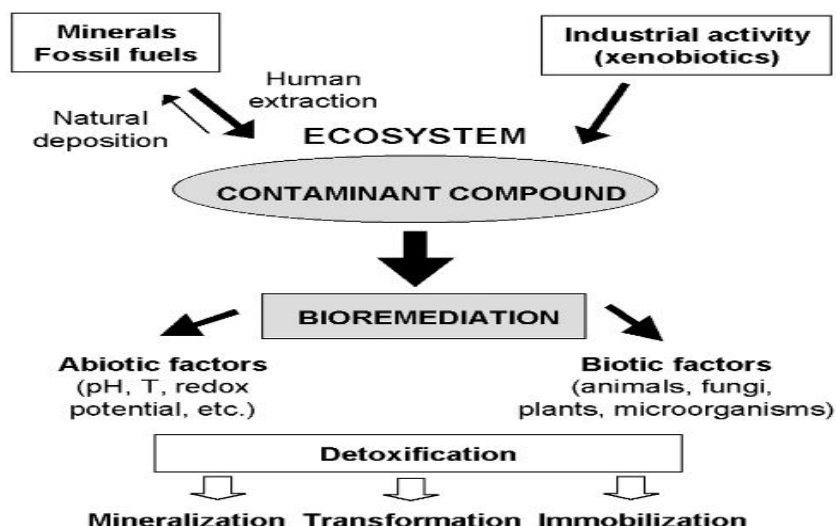 Minerals
Fossil fuels
Industrial activity
(xenobiotics)
Human
extraction
Natural
deposition
ECOSYSTEM
CONTAMINANT COMPOUND
BIOREMEDIATION
Abiotic factors
(pH, T, redox
potential, etc.)
Biotic factors
(animals, fungi,
plants, microorganisms)
Detoxification
Mineralization Transformation Immobilization